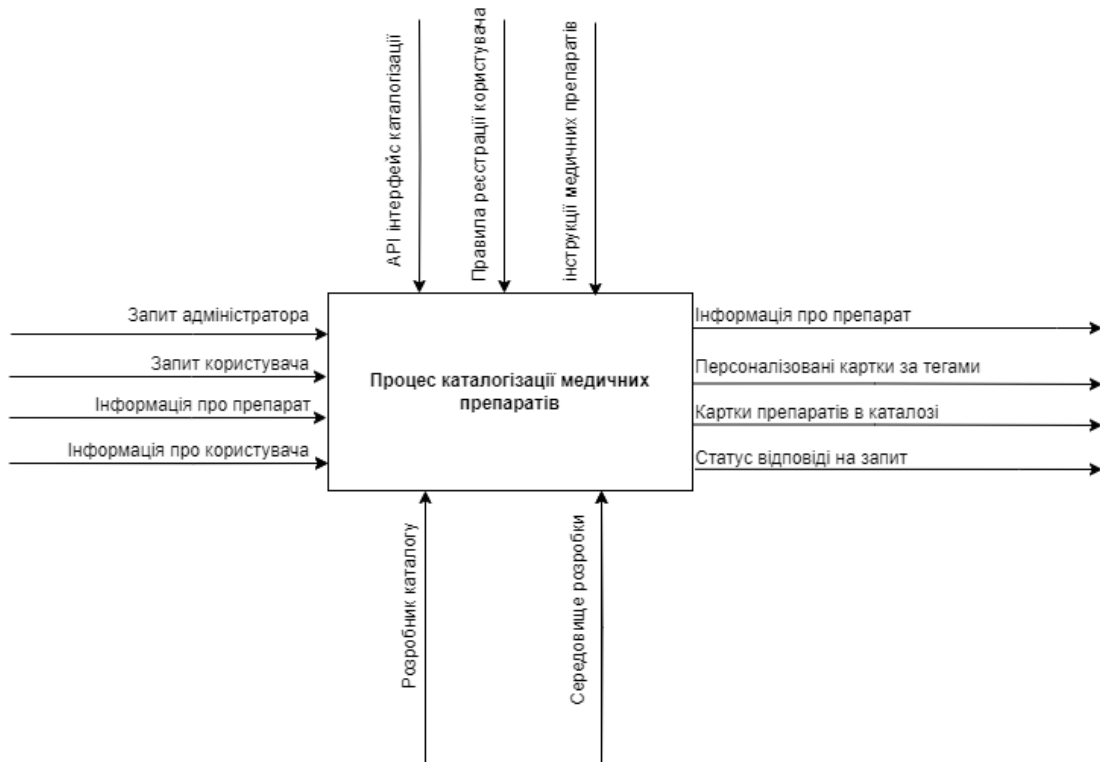 API інтерфейс каталогізації
Правила реєстрації користувача
інструкції медичних препаратів
Запит адміністратора
Запит користувача
Інформація про препарат
Інформація про користувача
Процес каталогізації медичних
препаратів
Інформація про препарат
Персоналізовані картки за тегами
Картки препаратів в каталозі
Статус відповіді на запит
Розробник каталогу
Середовище розробки